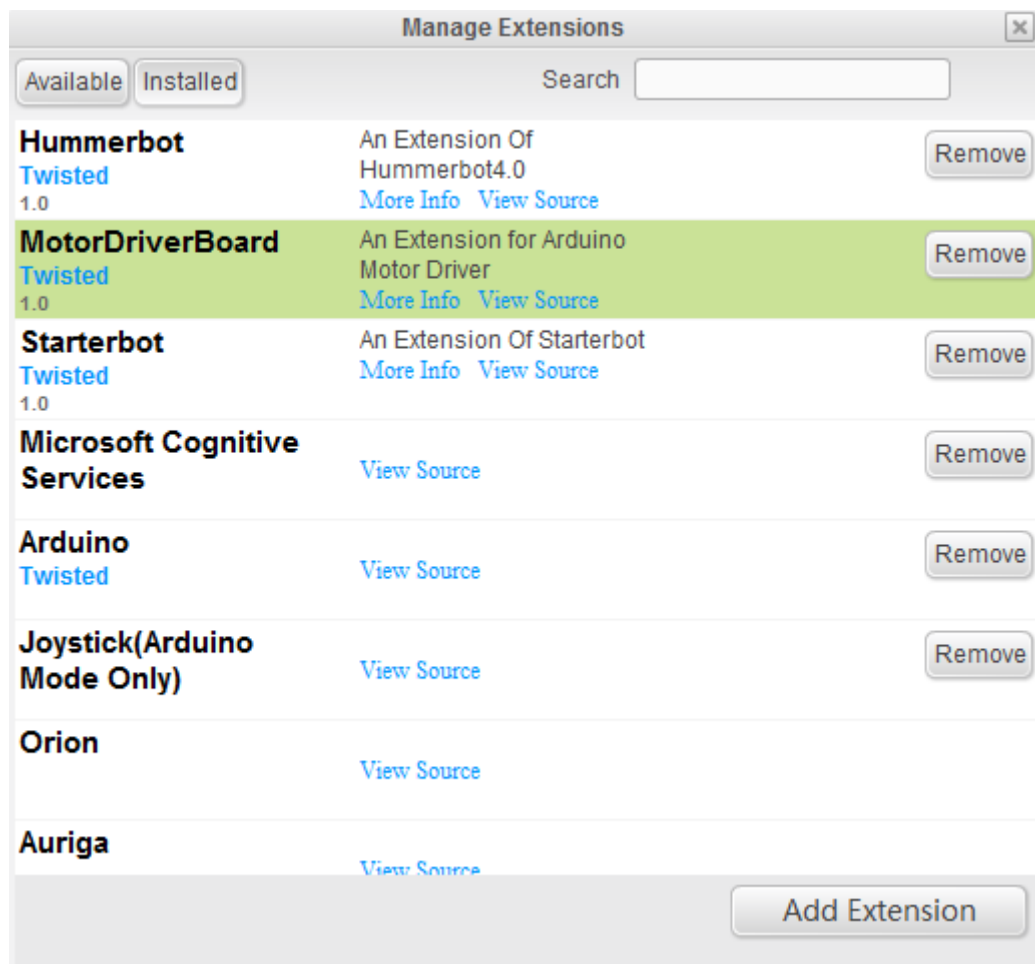 Manage Extensions
Available Installed Search
Hummerbot
Twisted
1.0
An Extension Of
Hummerbot4.0
More Info View Source
Remove
MotorDriverBoard
Twisted
1.0
An Extension for Arduino
Motor Driver
More Info View Source
Remove
Starterbot
Twisted
1.0
An Extension Of Starterbot
More Info View Source
Remove
Microsoft Cognitive
Services
View Source
Remove
Arduino
Twisted
View Source
Remove
Joystick(Arduino
Mode Only)
View Source
Remove
Orion
View Source
Auriga
View Source
Add Extension